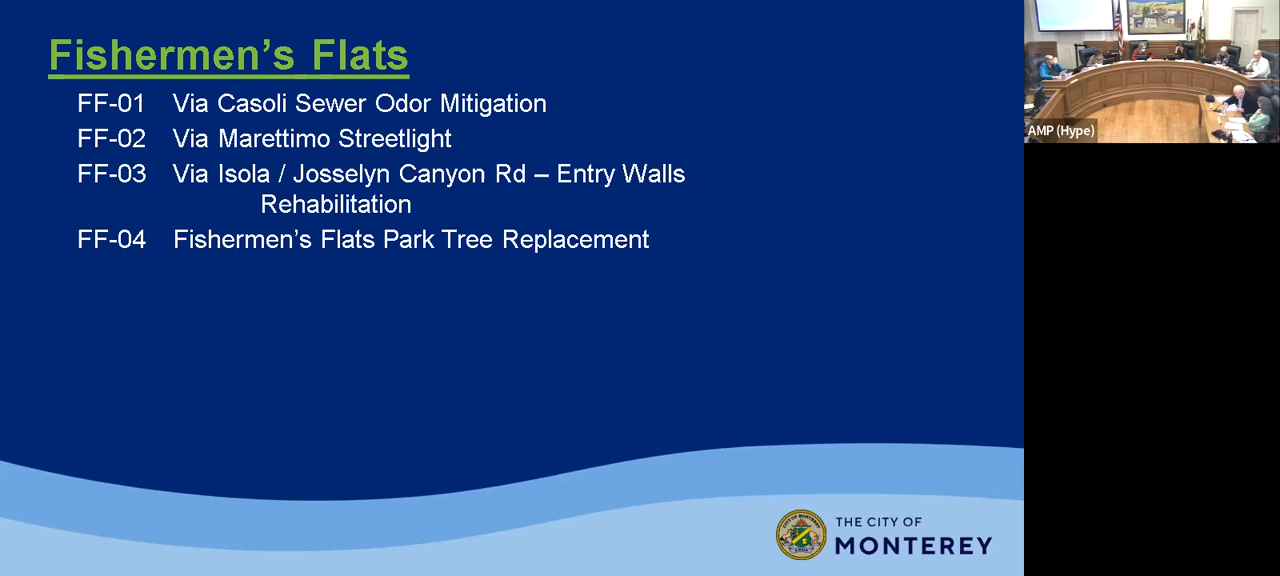 Fishermen's Flats
FF-01 Via Casoli Sewer Odor Mitigation
FF-02 Via Marettimo Streetlight
FF-03 Via Isola / Josselyn Canyon Rd – Entry Walls
Rehabilitation
FF-04 Fishermen's Flats Park Tree Replacement
AMP (Hype)
THE CITY OF
MONTEREY